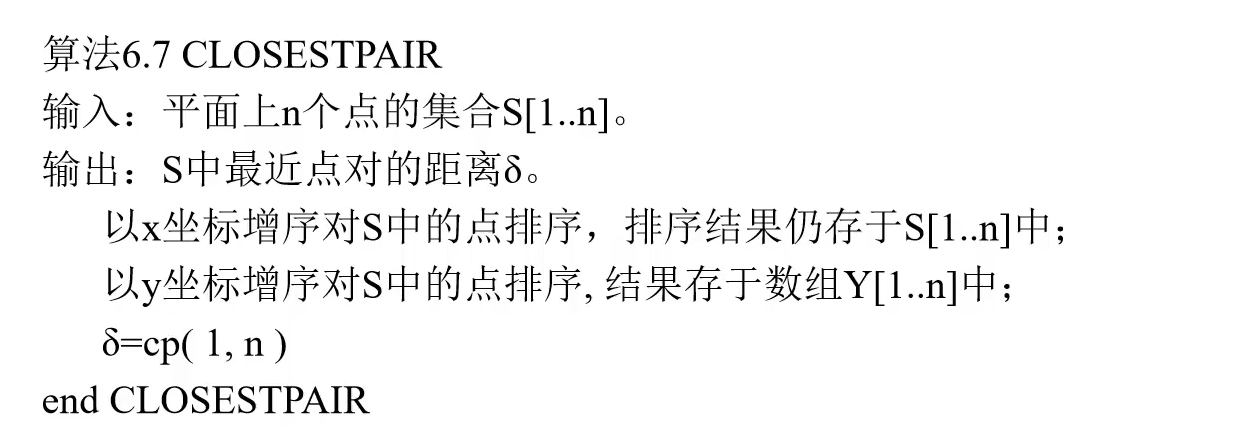 算法6.7 CLOSESTPAIR
输入：平面上n个点的集合S[1..n]。
输出：S中最近点对的距离δ。
以x坐标增序对S中的点排序，排序结果仍存于S[1..n]中；
以y坐标增序对S中的点排序, 结果存于数组Y[1..n]中；
δ=cp( 1, n )
end CLOSESTPAIR